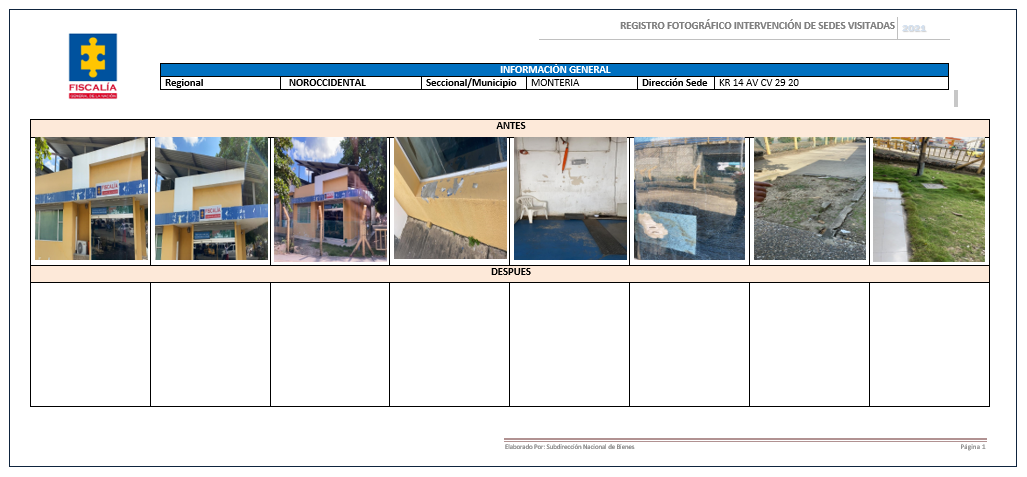 REGISTRO FOTOGRÁFICO INTERVENCIÓN DE SEDES VISITADAS 2021
FISCALÍA
GENERAL DE LA NACIÓN
INFORMACIÓN GENERAL
Regional NOROCCIDENTAL Seccional/Municipio MONTERIA Dirección Sede KR 14 AV CV 29 20
ANTES
FISCALÍA
FISCALÍA
DESPUES
Elaborado Por: Subdirección Nacional de Bienes Página 1